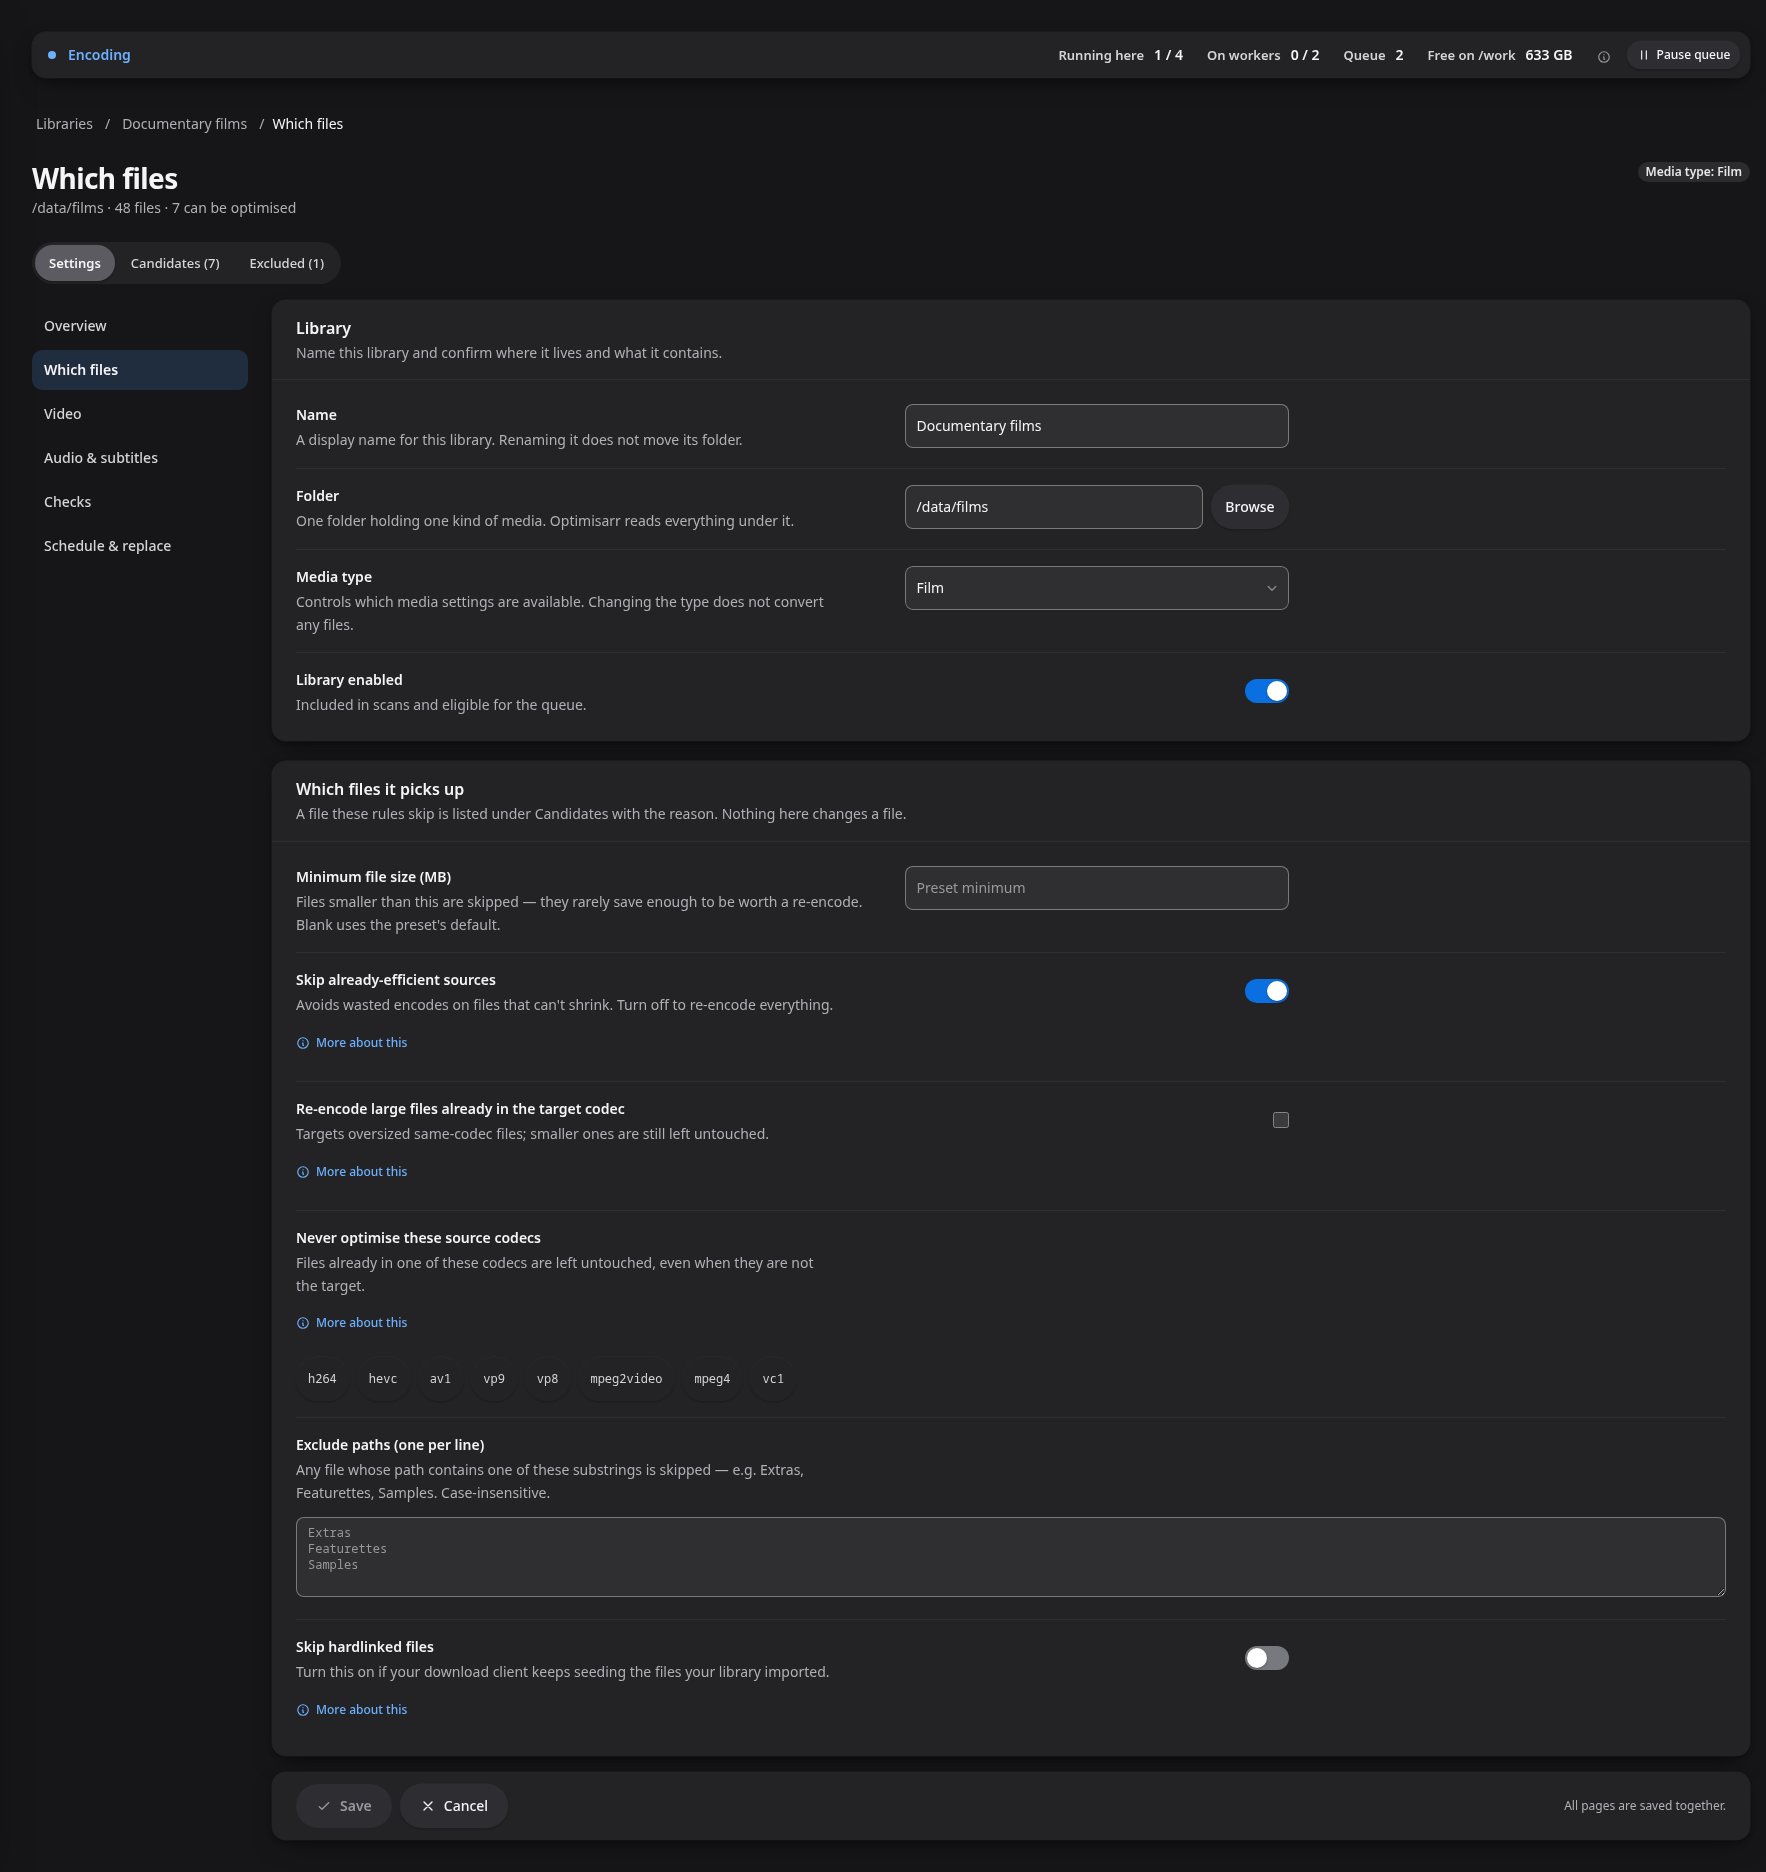 Encoding
Running here 1 / 4 On workers 0 / 2 Queue 2 Free on /work 633 GB Pause queue
Libraries / Documentary films / Which files
Which files
Media type: Film
/data/films · 48 files · 7 can be optimised
Settings Candidates (7) Excluded (1)
Overview
Which files
Video
Audio & subtitles
Checks
Schedule & replace
Library
Name this library and confirm where it lives and what it contains.
Name
A display name for this library. Renaming it does not move its folder.
Documentary films
Folder
One folder holding one kind of media. Optimisarr reads everything under it.
/data/films
Browse
Media type
Controls which media settings are available. Changing the type does not convert
any files.
Film
Library enabled
Included in scans and eligible for the queue.
Which files it picks up
A file these rules skip is listed under Candidates with the reason. Nothing here changes a file.
Minimum file size (MB)
Files smaller than this are skipped — they rarely save enough to be worth a re-encode.
Blank uses the preset's default.
Preset minimum
Skip already-efficient sources
Avoids wasted encodes on files that can't shrink. Turn off to re-encode everything.
More about this
Re-encode large files already in the target codec
Targets oversized same-codec files; smaller ones are still left untouched.
More about this
Never optimise these source codecs
Files already in one of these codecs are left untouched, even when they are not
the target.
More about this
h264 hevc av1 vp9 vp8 mpeg2video mpeg4 vc1
Exclude paths (one per line)
Any file whose path contains one of these substrings is skipped — e.g. Extras,
Featurettes, Samples. Case-insensitive.
Extras
Featurettes
Samples
Skip hardlinked files
Turn this on if your download client keeps seeding the files your library imported.
More about this
Save Cancel
All pages are saved together.